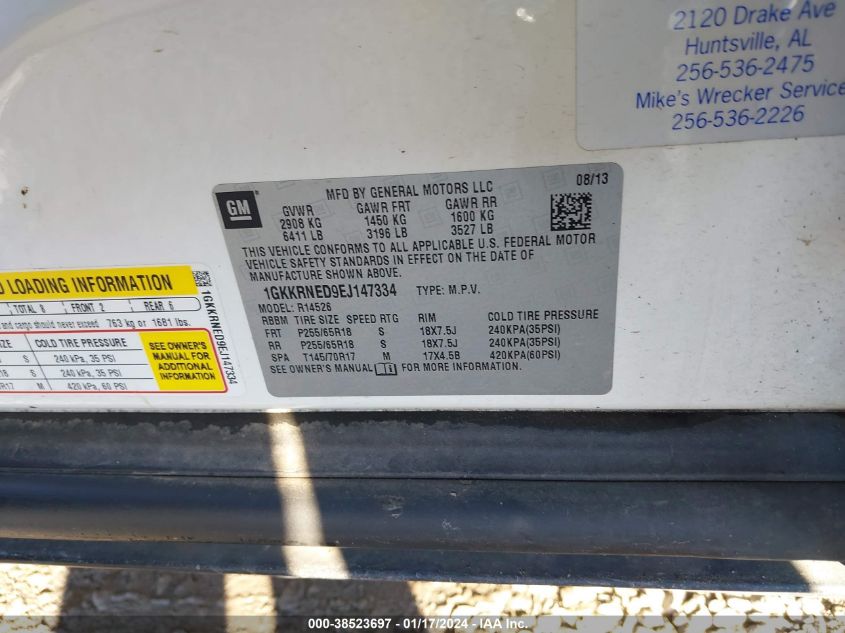 2120 Drake Ave
Huntsville, AL
256-536-2475
Mike's Wrecker Service
256-536-2226
GM
MFD BY GENERAL MOTORS LLC 08/13
GVWR GAWR FRT GAWR RR
2908 KG 1450 KG 1600 KG
6411 LB 3196 LB 3527 LB
THIS VEHICLE CONFORMS TO ALL APPLICABLE U.S. FEDERAL MOTOR
VEHICLE SAFETY STANDARDS IN EFFECT ON THE DATE OF
MANUFACTURE SHOWN ABOVE.
1GKKRNED9EJ147334 TYPE: M.P.V.
MODEL: R14526
RBBM TIRE SIZE SPEED RTG RIM COLD TIRE PRESSURE
FRT P255/65R18 S 18X7.5J 240KPA(35PSI)
RR P255/65R18 S 18X7.5J 240KPA(35PSI)
SPA T145/70R17 M 17X4.5B 420KPA(60PSI)
SEE OWNER'S MANUAL FOR MORE INFORMATION.
LOADING INFORMATION
TOTAL 8 FRONT 2 REAR 6
and cargo should never exceed 763 kg or 1681 lbs.
SIZE COLD TIRE PRESSURE
S 240 kPa, 35 PSI
S 240 kPa, 35 PSI
M 420 kPa, 60 PSI
SEE OWNER'S
MANUAL FOR
ADDITIONAL
INFORMATION
1GKKRNED9EJ147334
000-38523697 - 01/17/2024 - © IAA, Inc.